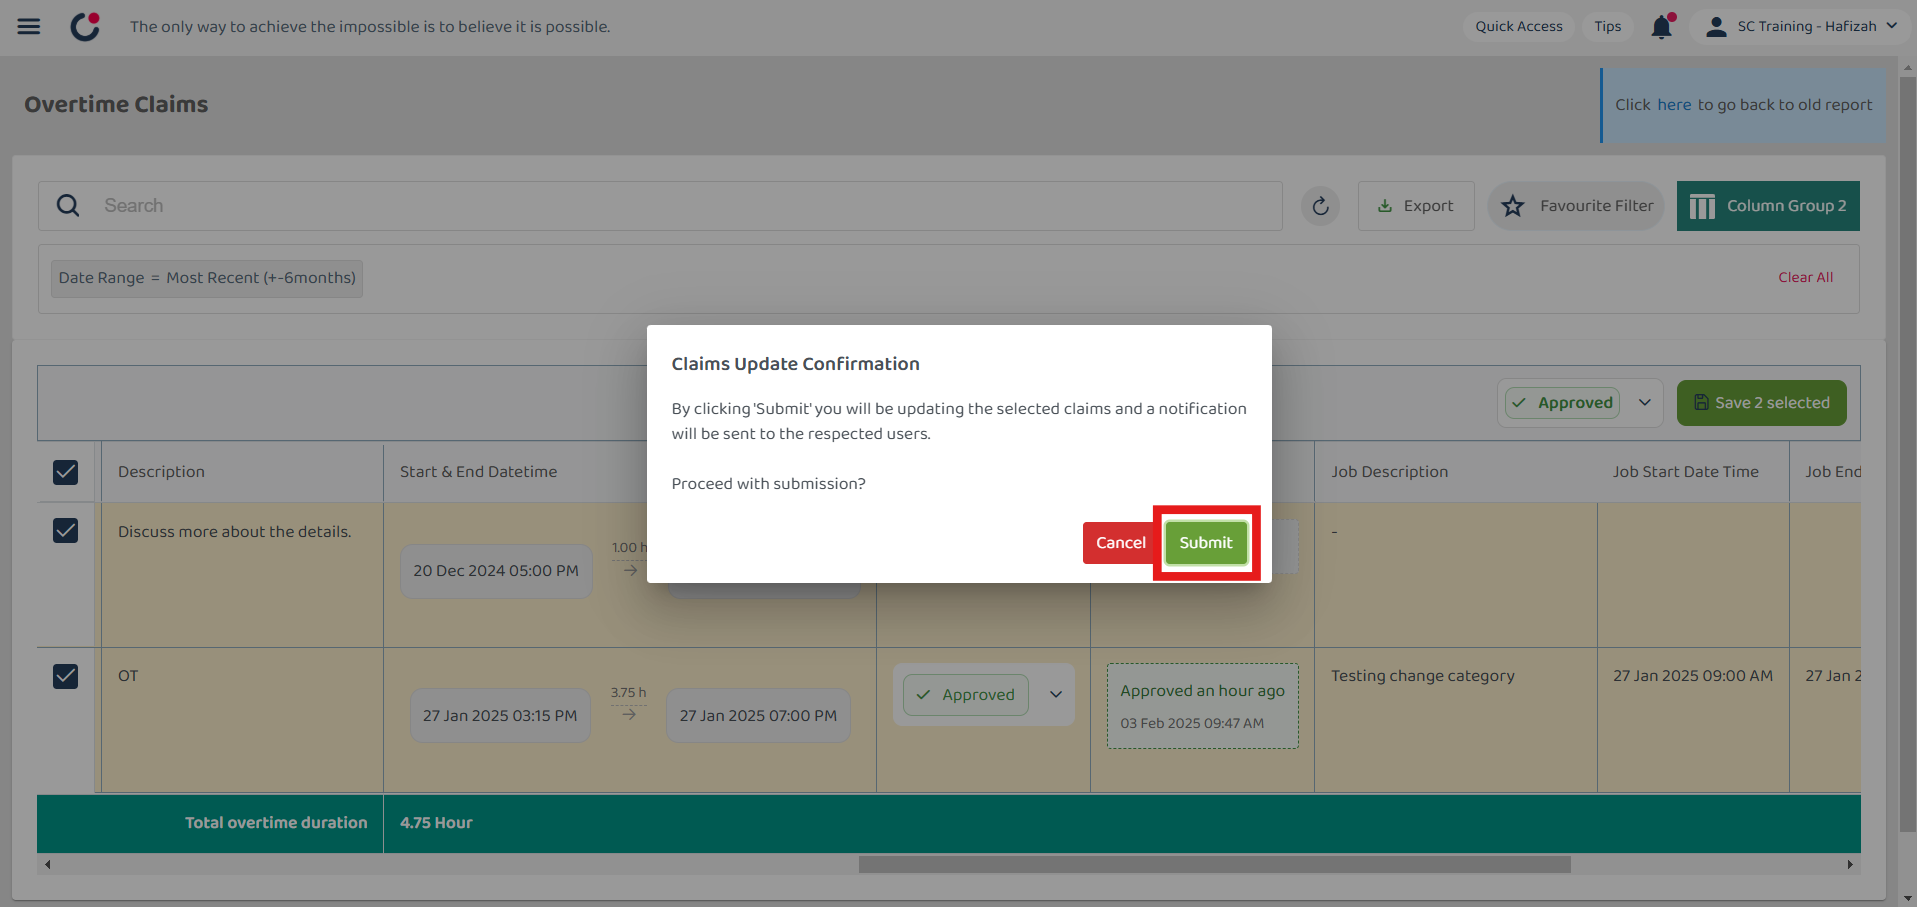 The only way to achieve the impossible is to believe it is possible.
Quick Access
Tips
SC Training - Hafizah
Overtime Claims
Click here to go back to old report
Search
Export
Favourite Filter
Column Group 2
Date Range = Most Recent (+-6months)
Clear All
Claims Update Confirmation
By clicking 'Submit' you will be updating the selected claims and a notification
will be sent to the respected users.
Proceed with submission?
Cancel
Submit
Approved
Save 2 selected
Description
Start & End Datetime
Job Description
Job Start Date Time
Job End
Discuss more about the details.
20 Dec 2024 05:00 PM
1.00 h
-
OT
27 Jan 2025 03:15 PM
3.75 h
27 Jan 2025 07:00 PM
Approved
Approved an hour ago
03 Feb 2025 09:47 AM
Testing change category
27 Jan 2025 09:00 AM
27 Jan 2
Total overtime duration
4.75 Hour